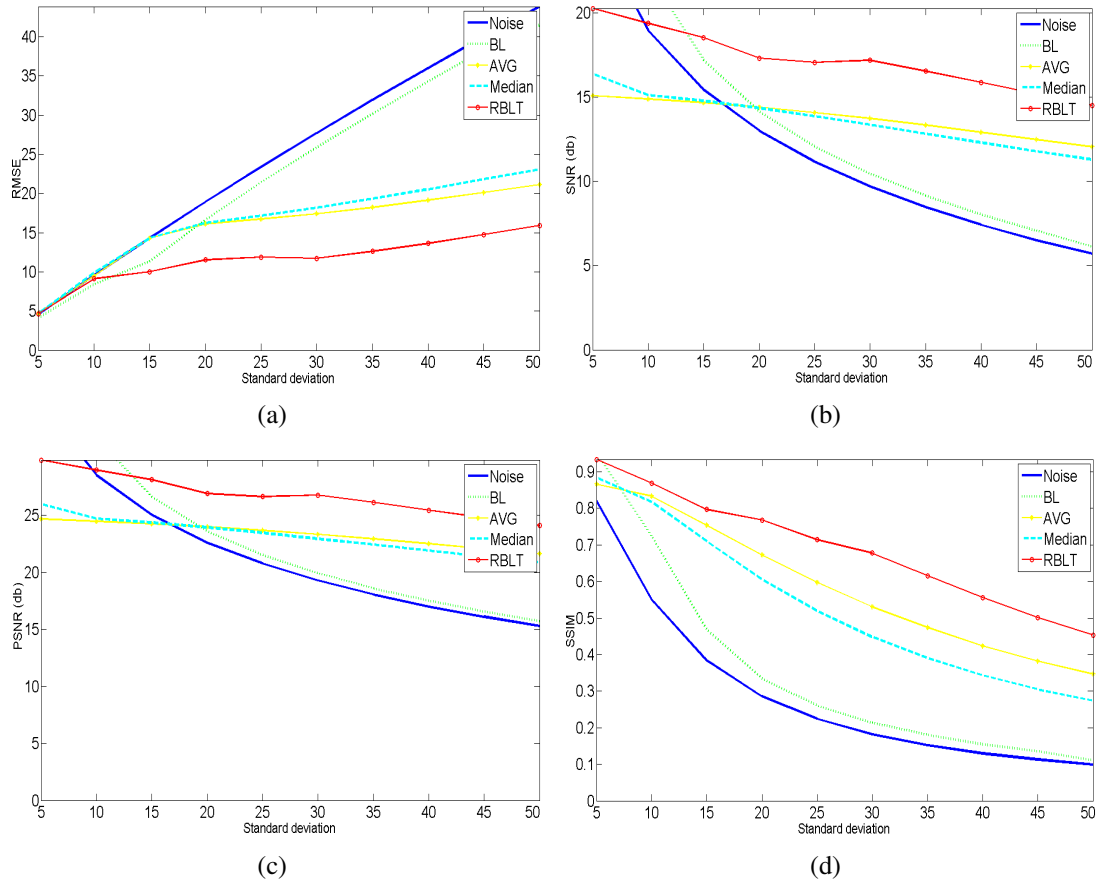 40
35
30
25
20
15
10
5
0
RMSE
5 10 15 20 25 30 35 40 45 50
Standard deviation
Noise
BL
AVG
Median
RBLT
(a)
20
15
10
5
0
SNR (db)
5 10 15 20 25 30 35 40 45 50
Standard deviation
Noise
BL
AVG
Median
RBLT
(b)
25
20
15
10
5
0
PSNR (db)
5 10 15 20 25 30 35 40 45 50
Standard deviation
Noise
BL
AVG
Median
RBLT
(c)
0.9
0.8
0.7
0.6
0.5
0.4
0.3
0.2
0.1
0
SSIM
5 10 15 20 25 30 35 40 45 50
Standard deviation
Noise
BL
AVG
Median
RBLT
(d)